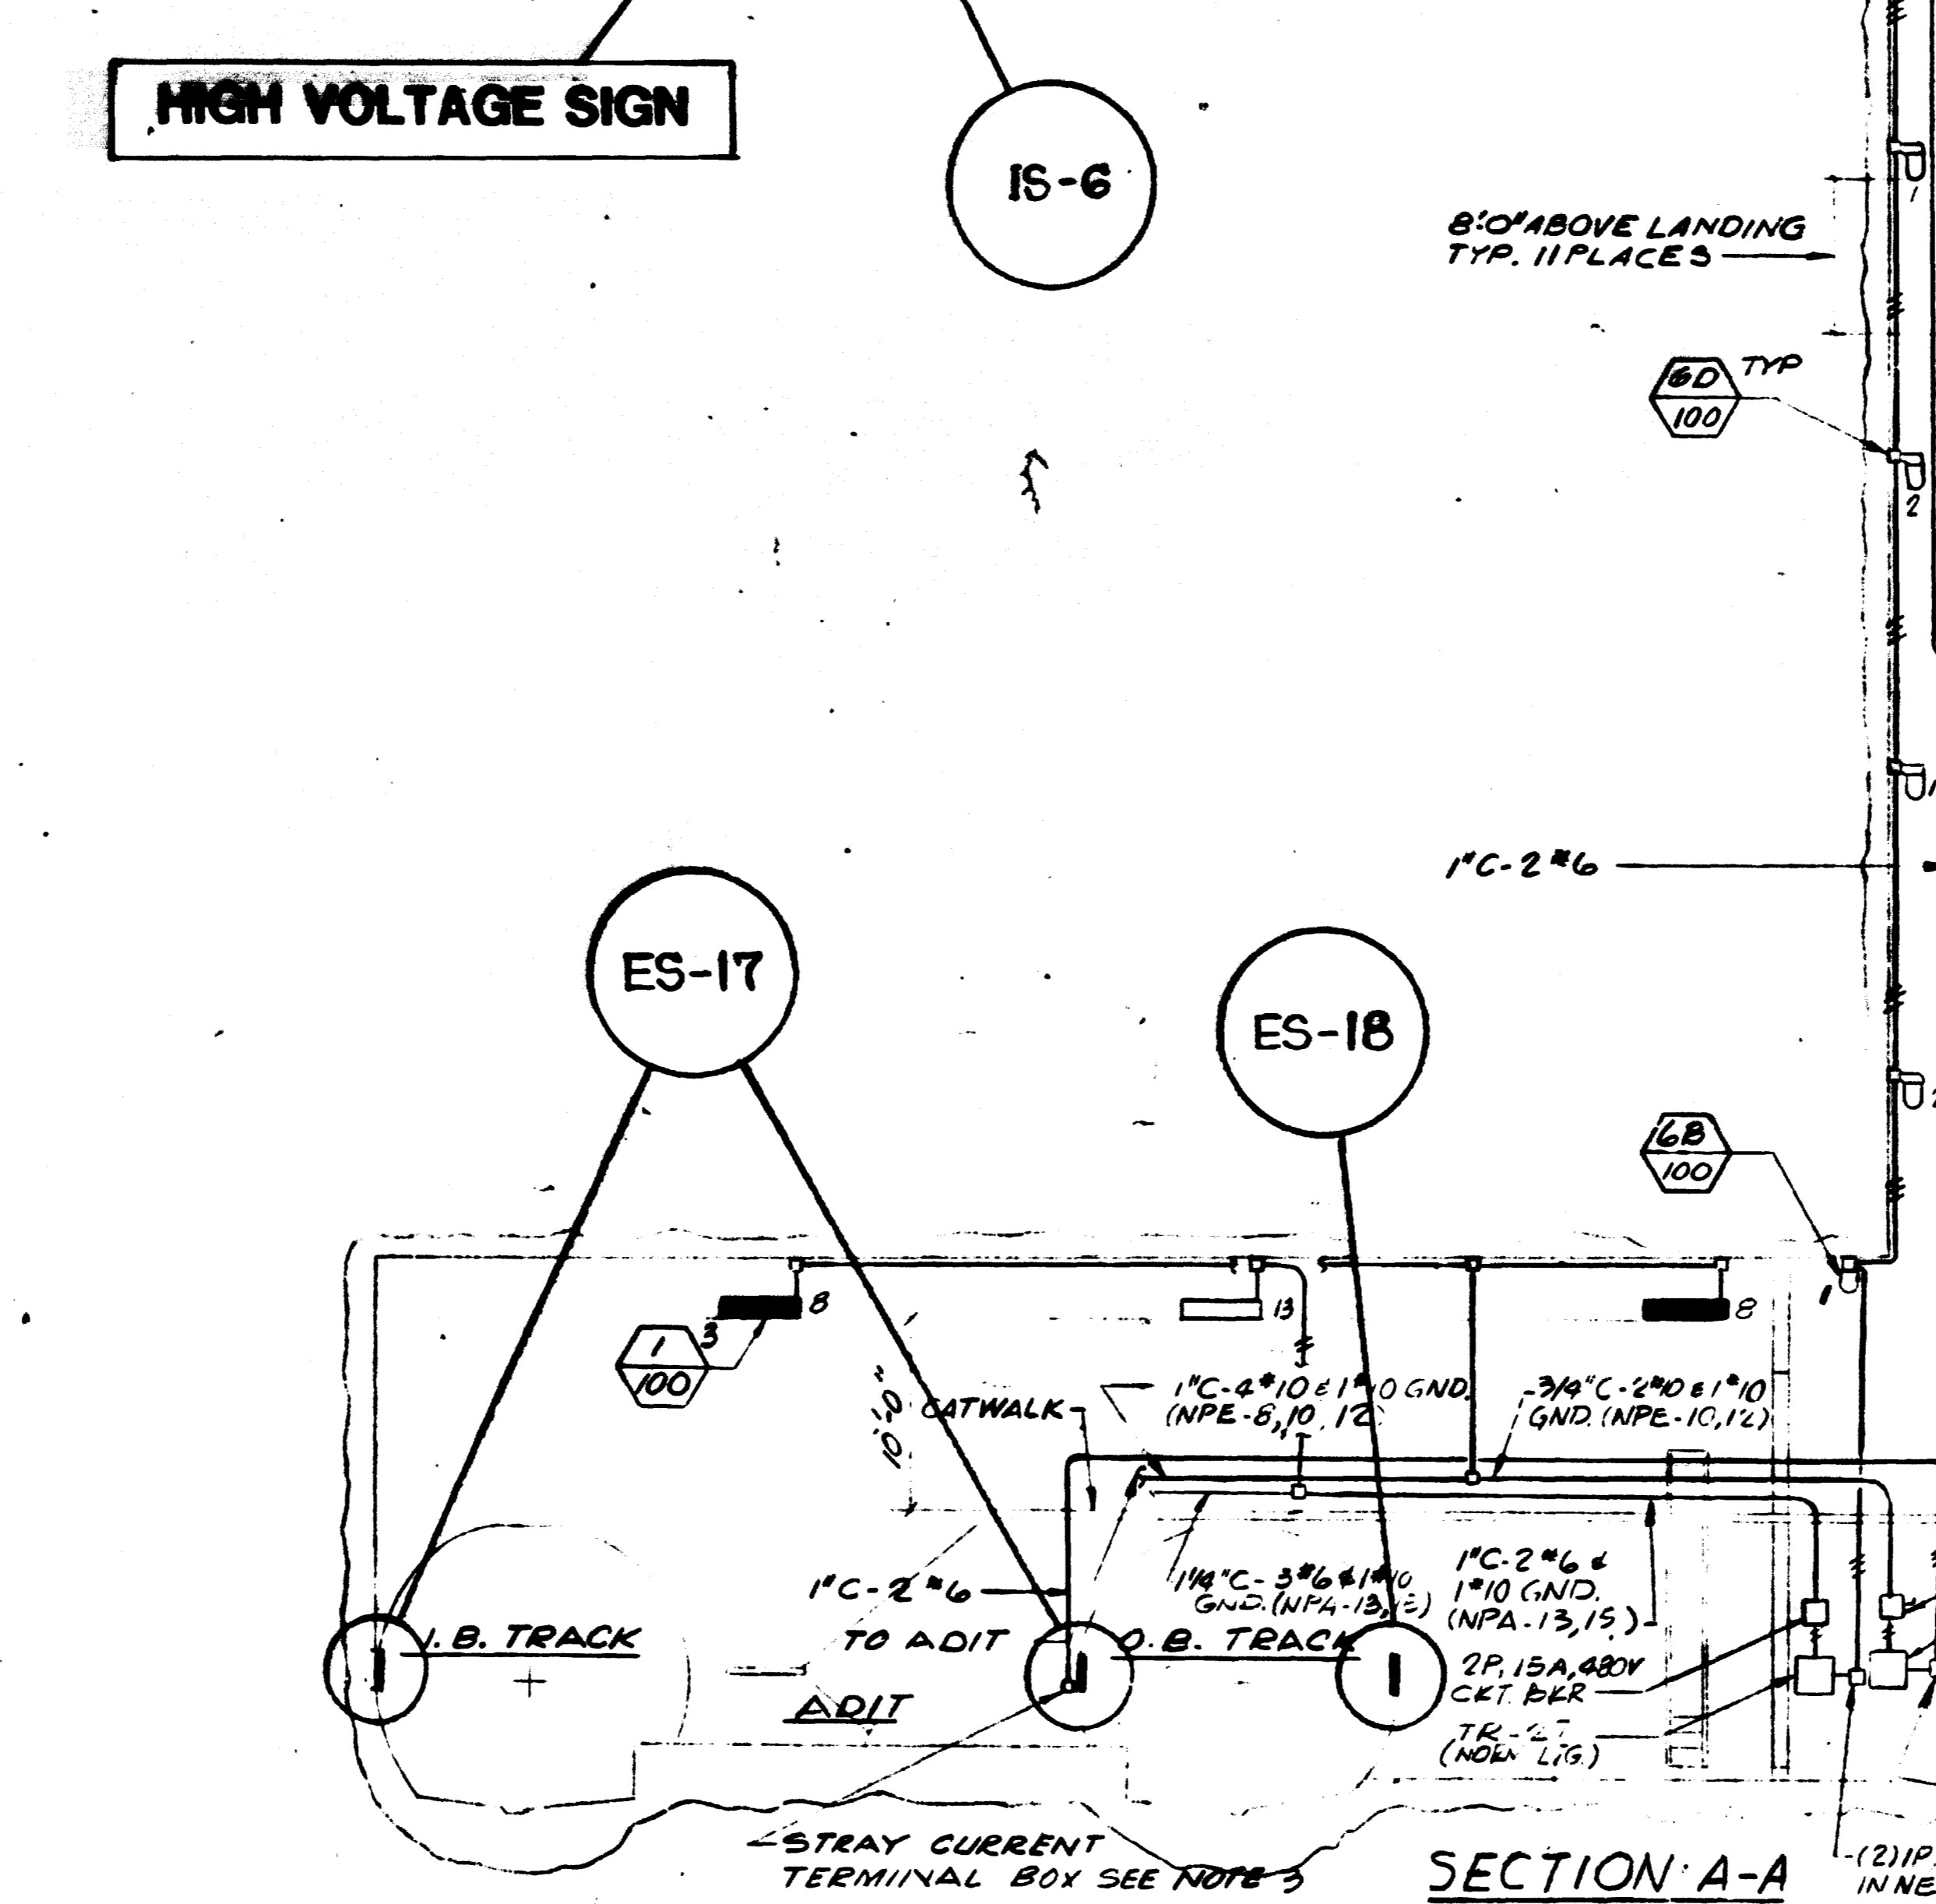 HIGH VOLTAGE SIGN
IS-6
1
8'-0" ABOVE LANDING
TYP. 11 PLACES
6D TYP
100
2
1"C-2 #6
ES-17
ES-18
6B
100
8
13
8
1
3
1
100
10'-0"
CATWALK
1"C-4 #10 & 1 #10 GND.
(NPE-8,10,12)
3/4"C-2 #10 & 1 #10
GND. (NPE-10,12)
1"C-2 #6
TO ADIT
ADIT
1 1/4"C-3 #6 & 1 #10
GND. (NPA-13,15)
1"C-2 #6 &
1 #10 GND.
(NPA-13,15)
I.B. TRACK
O.B. TRACK
2P, 15A, 480V
CKT. BKR
STRAY CURRENT
TERMINAL BOX SEE NOTE 3
SECTION A-A
(2)1P